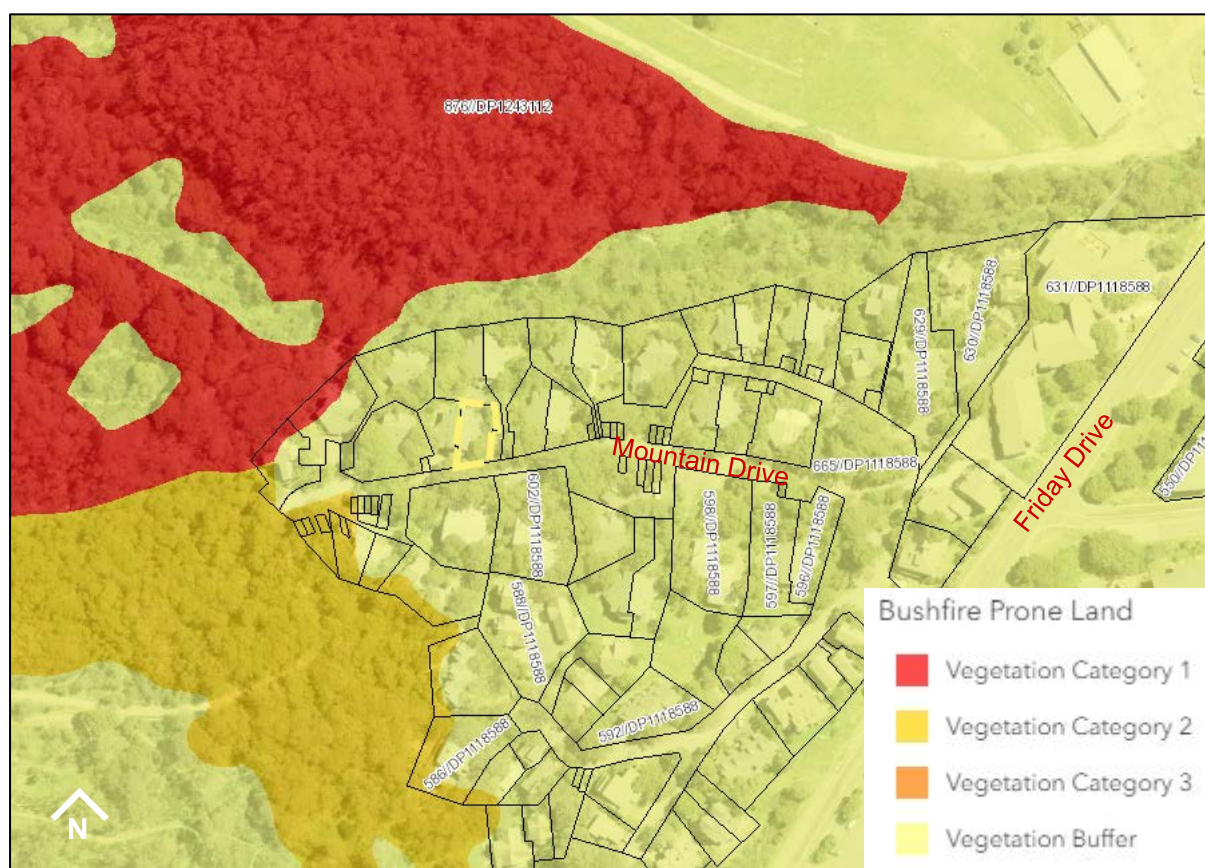 876//DP1243112
631//DP1118588
630//DP1118588
629//DP1118588
Mountain Drive
665//DP1118588
Friday Drive
602//DP1118588
598//DP1118588
597//DP1118588
596//DP1118588
588//DP1118588
592//DP1118588
586//DP1118588
Bushfire Prone Land
Vegetation Category 1
Vegetation Category 2
Vegetation Category 3
Vegetation Buffer
N